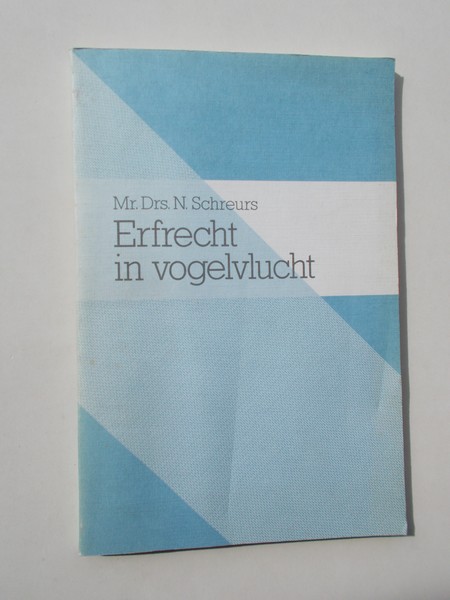 Mr. Drs. N. Schreurs
Erfrecht
in vogelvlucht